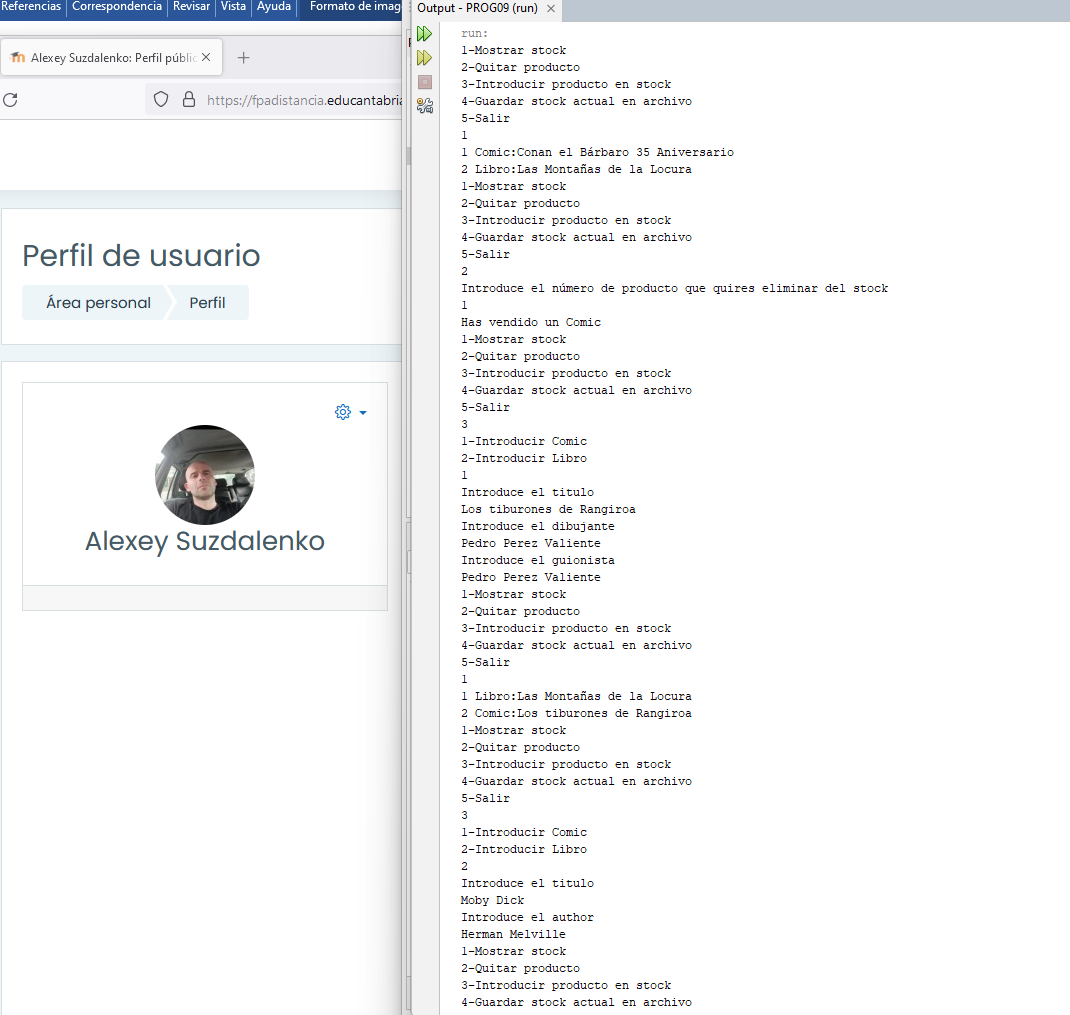 Referencias Correspondencia Revisar Vista Ayuda Formato de imag
Alexey Suzdalenko: Perfil públic
https://fpadistancia.educantabria
Perfil de usuario
Área personal Perfil
Alexey Suzdalenko
Output - PROG09 (run)
run:
1-Mostrar stock
2-Quitar producto
3-Introducir producto en stock
4-Guardar stock actual en archivo
5-Salir
1
1 Comic:Conan el Bárbaro 35 Aniversario
2 Libro:Las Montañas de la Locura
1-Mostrar stock
2-Quitar producto
3-Introducir producto en stock
4-Guardar stock actual en archivo
5-Salir
2
Introduce el número de producto que quires eliminar del stock
1
Has vendido un Comic
1-Mostrar stock
2-Quitar producto
3-Introducir producto en stock
4-Guardar stock actual en archivo
5-Salir
3
1-Introducir Comic
2-Introducir Libro
1
Introduce el titulo
Los tiburones de Rangiroa
Introduce el dibujante
Pedro Perez Valiente
Introduce el guionista
Pedro Perez Valiente
1-Mostrar stock
2-Quitar producto
3-Introducir producto en stock
4-Guardar stock actual en archivo
5-Salir
1
1 Libro:Las Montañas de la Locura
2 Comic:Los tiburones de Rangiroa
1-Mostrar stock
2-Quitar producto
3-Introducir producto en stock
4-Guardar stock actual en archivo
5-Salir
3
1-Introducir Comic
2-Introducir Libro
2
Introduce el titulo
Moby Dick
Introduce el author
Herman Melville
1-Mostrar stock
2-Quitar producto
3-Introducir producto en stock
4-Guardar stock actual en archivo